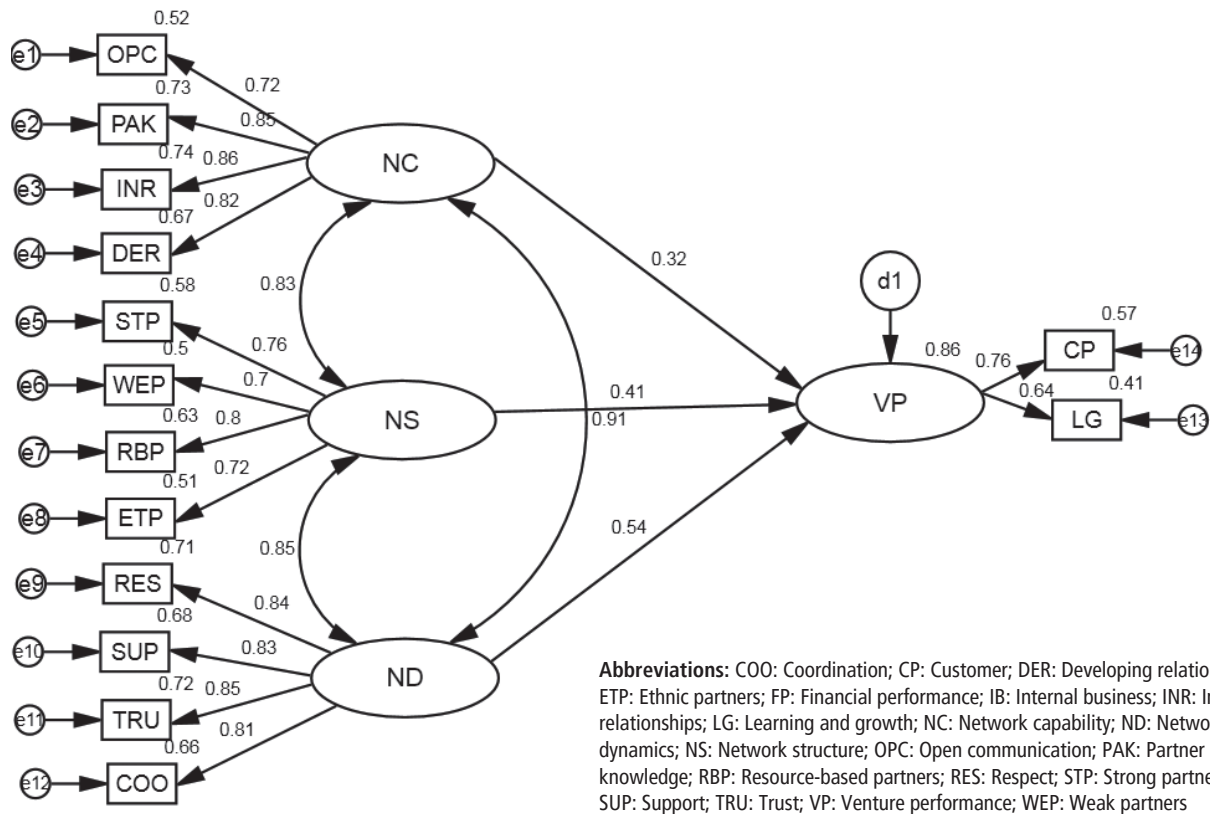 0.52
e1 OPC
0.72
0.73
e2 PAK
0.85
NC
0.74
0.86
e3 INR
0.82
0.67
e4 DER
0.32
0.58
0.83
d1
e5 STP
0.76
0.57
0.5
0.86
0.76
CP e14
e6 WEP
0.7
0.64
0.41
0.63
0.8
NS
0.41
0.91
VP
LG e13
e7 RBP
0.72
0.51
e8 ETP
0.54
0.71
0.85
e9 RES
0.84
0.68
e10 SUP
0.83
ND
0.72
0.85
e11 TRU
0.81
0.66
e12 COO
Abbreviations: COO: Coordination; CP: Customer; DER: Developing
ETP: Ethnic partners; FP: Financial performance; IB: Internal business; INR:
relationships; LG: Learning and growth; NC: Network capability; ND:
dynamics; NS: Network structure; OPC: Open communication; PAK: Partner
knowledge; RBP: Resource-based partners; RES: Respect; STP: Strong
SUP: Support; TRU: Trust; VP: Venture performance; WEP: Weak partners